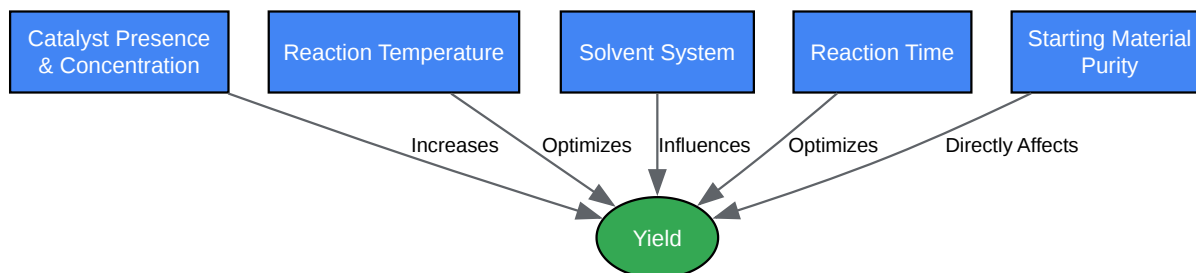 Catalyst Presence
& Concentration
Reaction Temperature
Solvent System
Reaction Time
Starting Material
Purity
Increases
Optimizes
Influences
Optimizes
Directly Affects
Yield